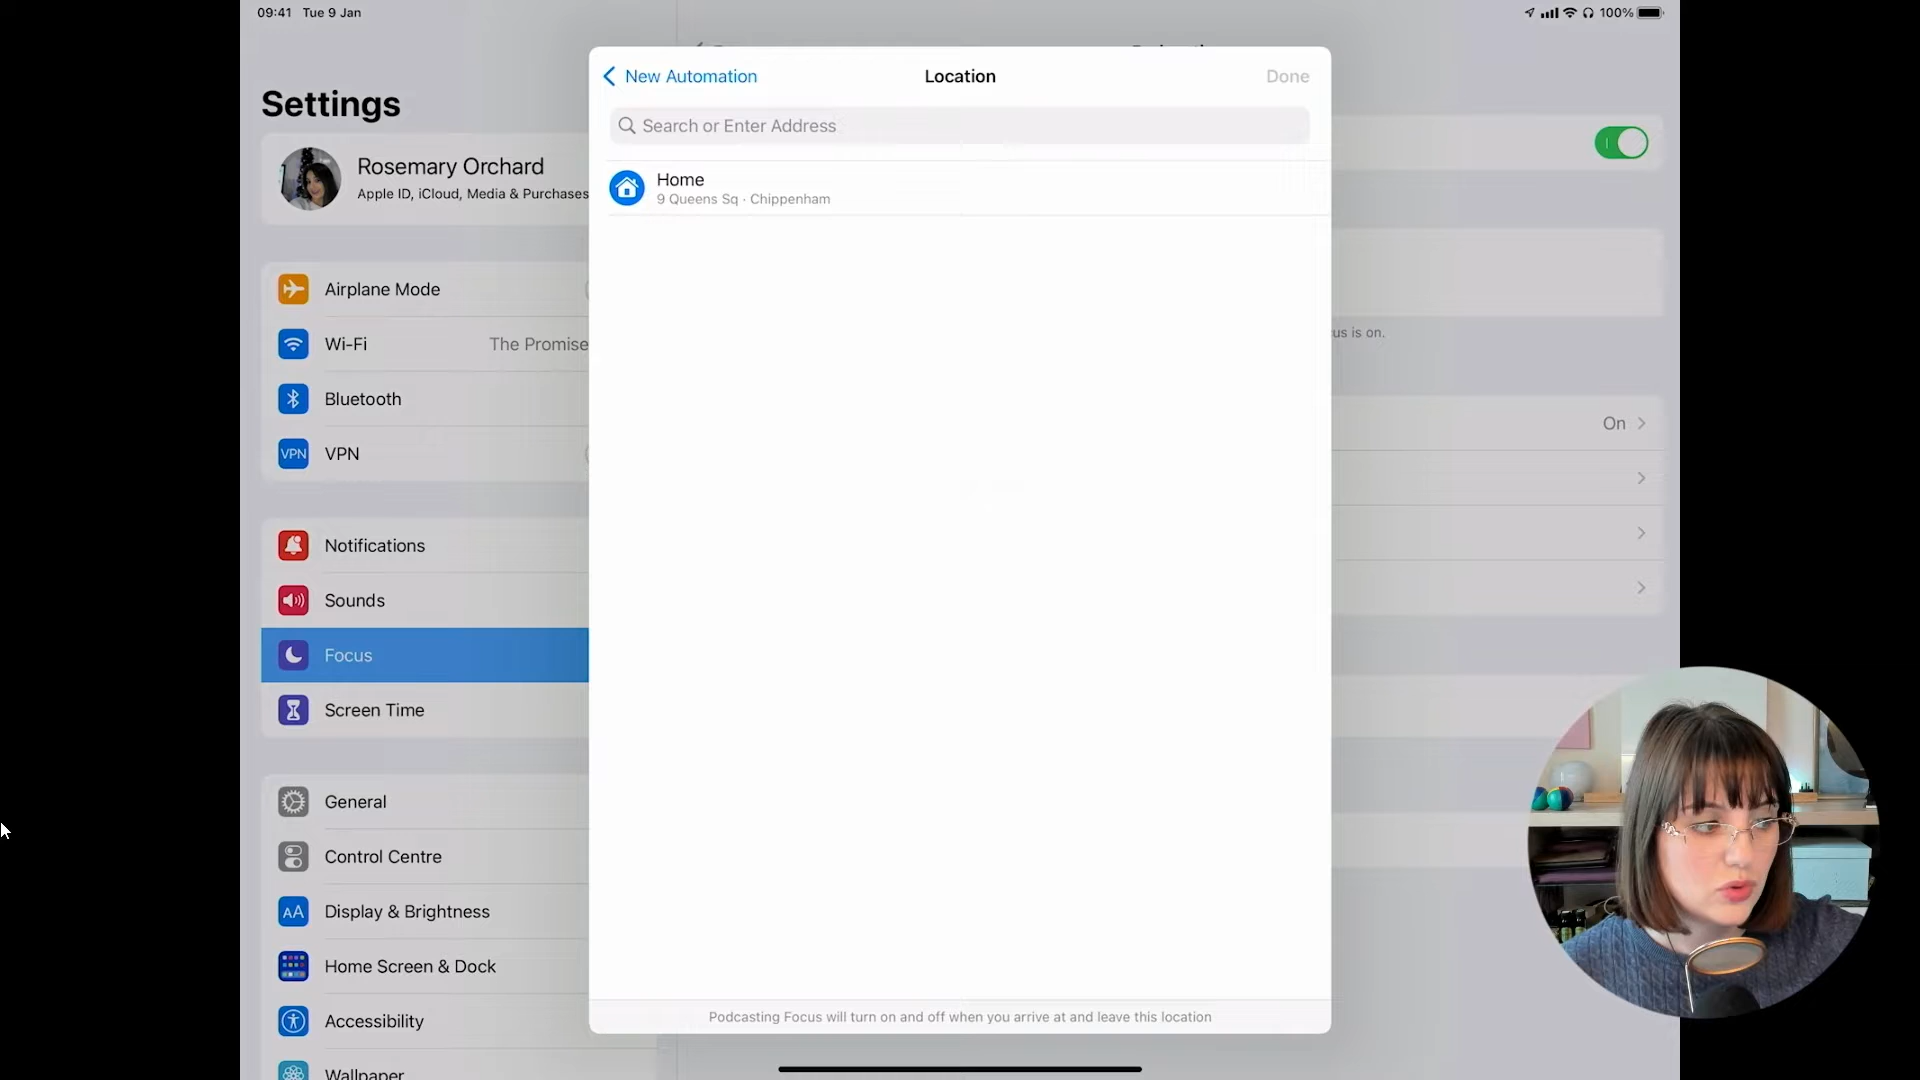 09:41 Tue 9 Jan
100%
Settings
Rosemary Orchard
Apple ID, iCloud, Media & Purchases
Airplane Mode
Wi-Fi The Promise
Bluetooth
VPN VPN
Notifications
Sounds
Focus
Screen Time
General
Control Centre
AA Display & Brightness
Home Screen & Dock
Accessibility
Wallpaper
New Automation
Location
Done
Search or Enter Address
Home
9 Queens Sq · Chippenham
Podcasting Focus will turn on and off when you arrive at and leave this location
us is on.
On